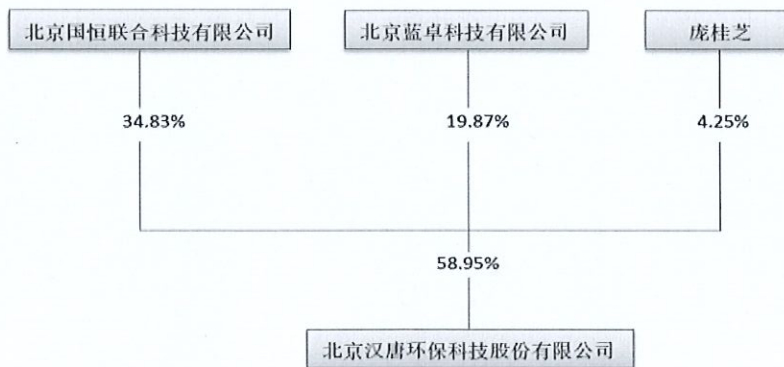 北京国恒联合科技有限公司
北京蓝卓科技有限公司
庞桂芝
34.83%
19.87%
4.25%
58.95%
北京汉唐环保科技股份有限公司